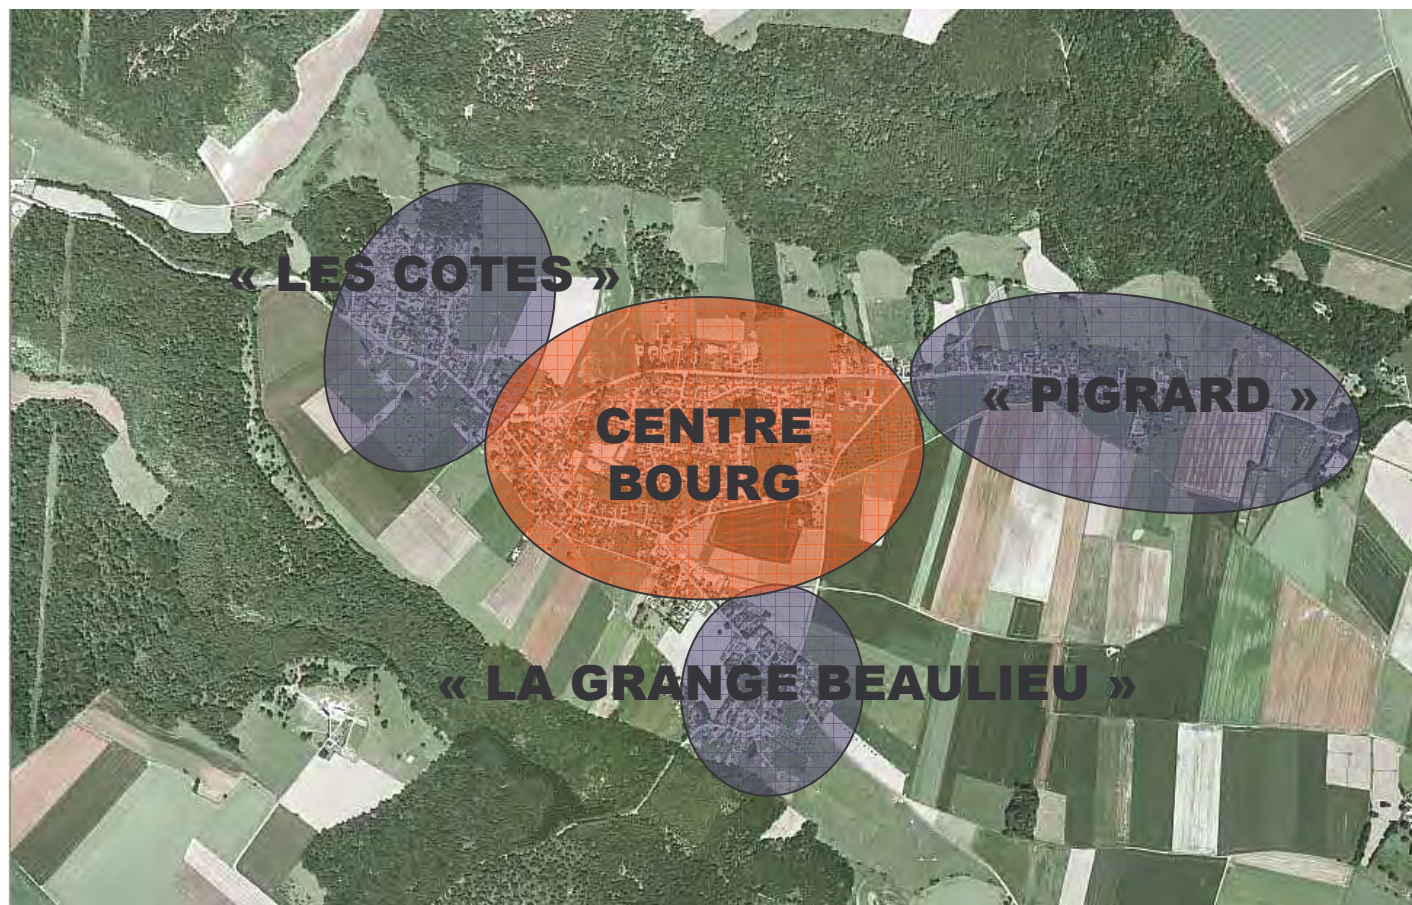 « LES COTES »
« PIGRARD »
CENTRE
BOURG
« LA GRANGE BEAULIEU »